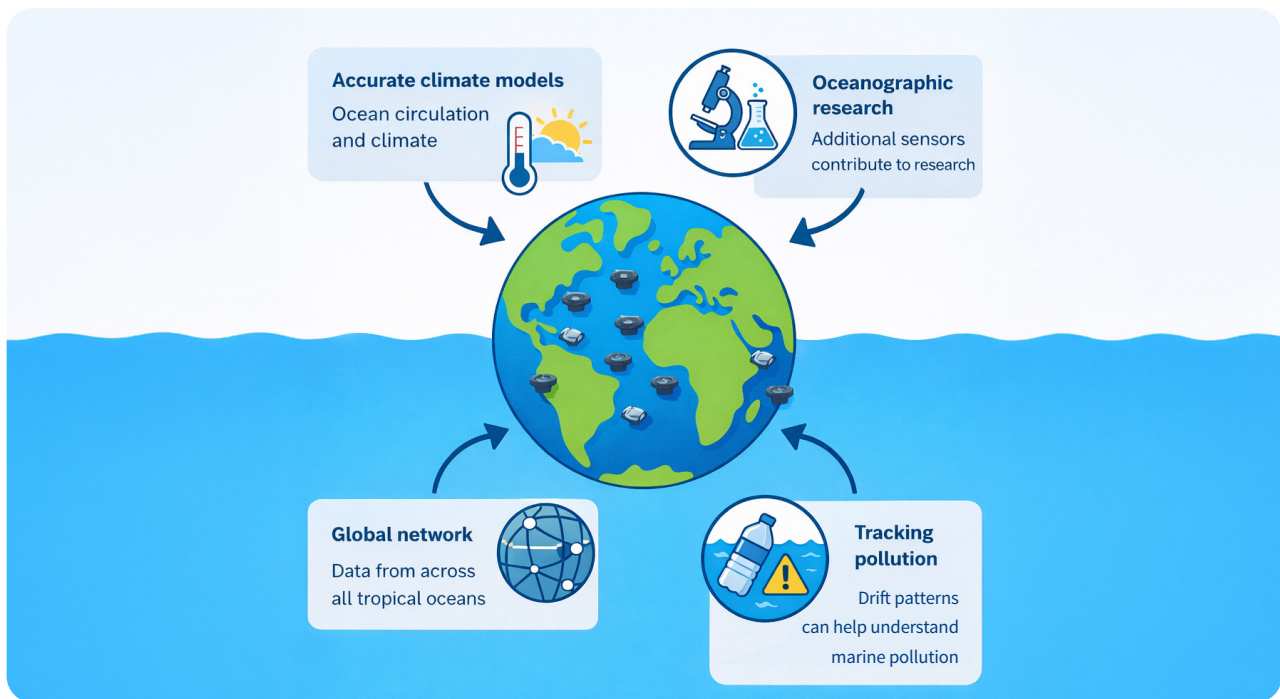 Accurate climate models
Ocean circulation
and climate
Oceanographic
research
Additional sensors
contribute to research
Global network
Data from across
all tropical oceans
Tracking
pollution
Drift patterns
can help understand
marine pollution